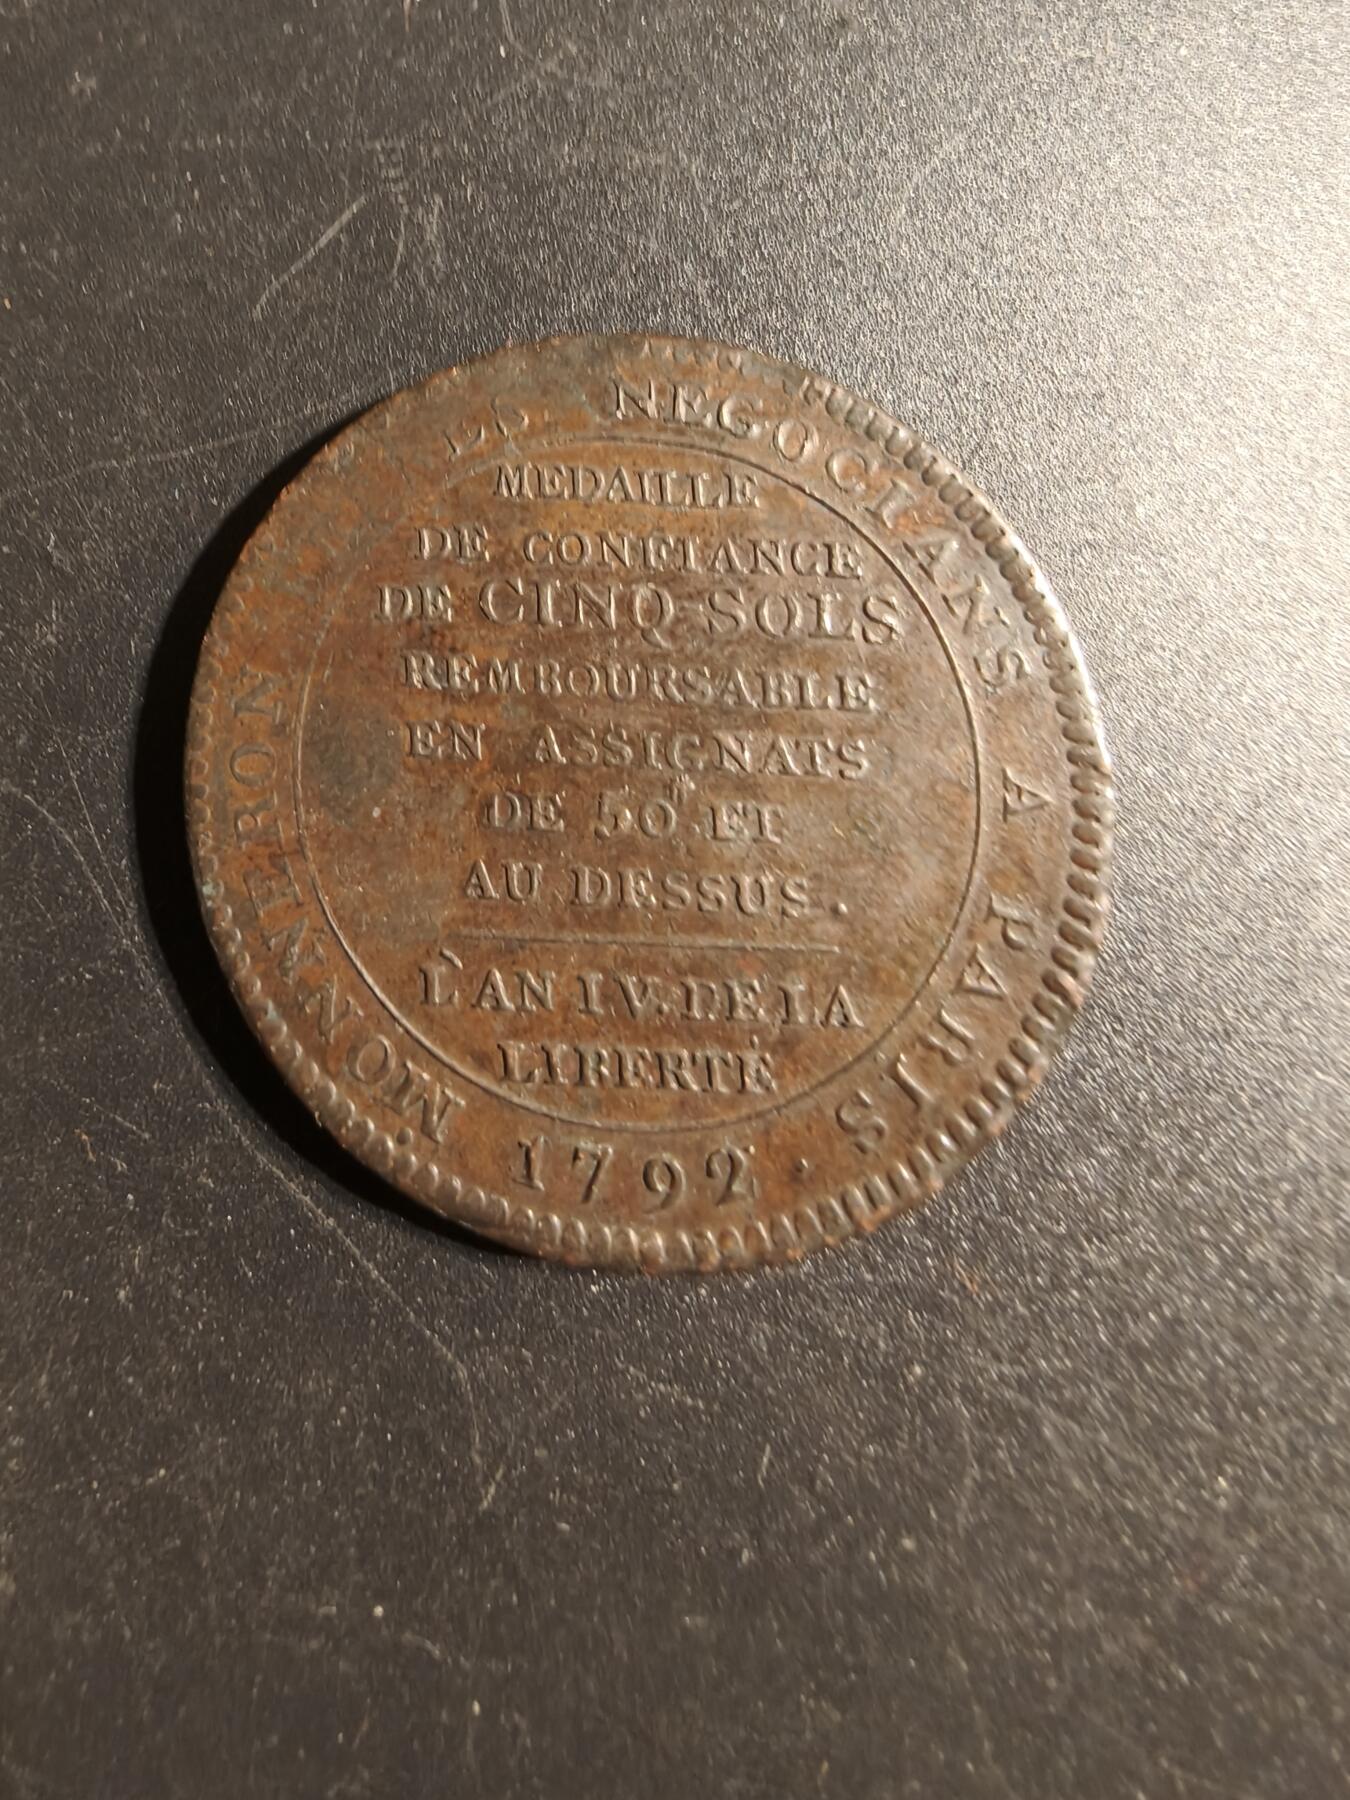 MONNERON NEGOCIANS A PARIS .
MEDAILLE
DE CONFIANCE
DE CINQ-SOLS
REMBOURSABLE
EN ASSIGNATS
DE 50 ₶ ET
AU DESSUS.
L'AN IV. DE LA
LIBERTÉ
1792